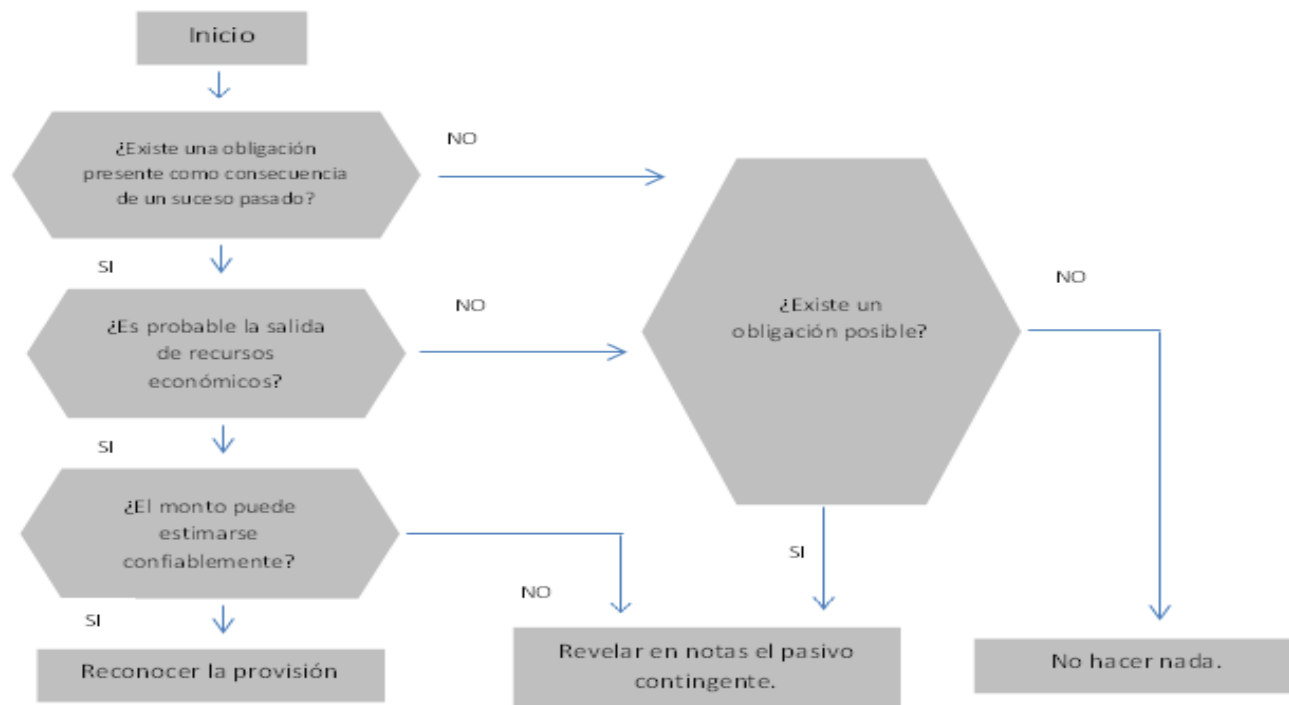 Inicio
¿Existe una obligación
presente como consecuencia
de un suceso pasado?
NO
SI
¿Es probable la salida
de recursos
económicos?
NO
SI
¿El monto puede
estimarse
confiablemente?
NO
SI
Reconocer la provisión
¿Existe un
obligación posible?
NO
SI
Revelar en notas el pasivo
contingente.
No hacer nada.